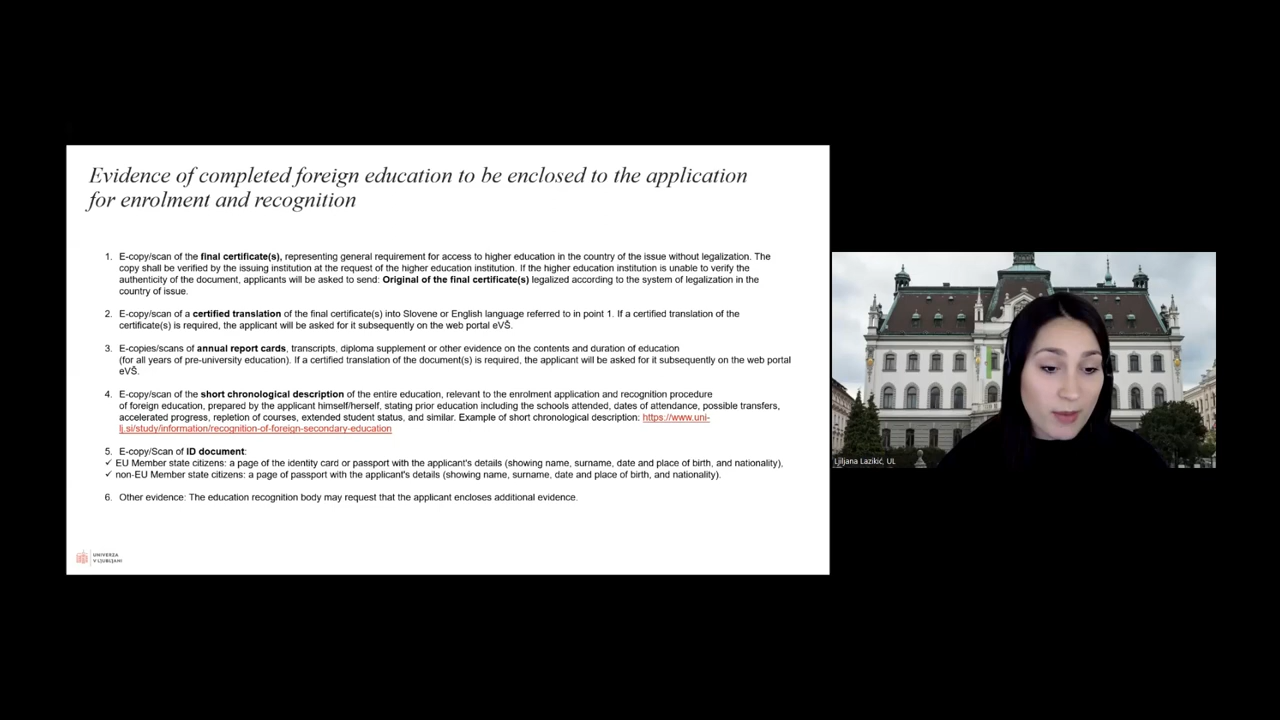 Evidence of completed foreign education to be enclosed to the application
for enrolment and recognition
1. E-copy/scan of the final certificate(s), representing general requirement for access to higher education in the country of the issue without legalization. The
copy shall be verified by the issuing institution at the request of the higher education institution. If the higher education institution is unable to verify the
authenticity of the document, applicants will be asked to send: Original of the final certificate(s) legalized according to the system of legalization in the
country of issue.
2. E-copy/scan of a certified translation of the final certificate(s) into Slovene or English language referred to in point 1. If a certified translation of the
certificate(s) is required, the applicant will be asked for it subsequently on the web portal eVŠ.
3. E-copies/scans of annual report cards, transcripts, diploma supplement or other evidence on the contents and duration of education
(for all years of pre-university education). If a certified translation of the document(s) is required, the applicant will be asked for it subsequently on the web portal
eVŠ.
4. E-copy/scan of the short chronological description of the entire education, relevant to the enrolment application and recognition procedure
of foreign education, prepared by the applicant himself/herself, stating prior education including the schools attended, dates of attendance, possible transfers,
accelerated progress, repletion of courses, extended student status, and similar. Example of short chronological description: https://www.uni-
lj.si/study/information/recognition-of-foreign-secondary-education
5. E-copy/Scan of ID document:
✓ EU Member state citizens: a page of the identity card or passport with the applicant's details (showing name, surname, date and place of birth, and nationality),
✓ non-EU Member state citizens: a page of passport with the applicant's details (showing name, surname, date and place of birth, and nationality).
6. Other evidence: The education recognition body may request that the applicant encloses additional evidence.
UNIVERZA
V LJUBLJANI
Ljiljana Lazikić, UL